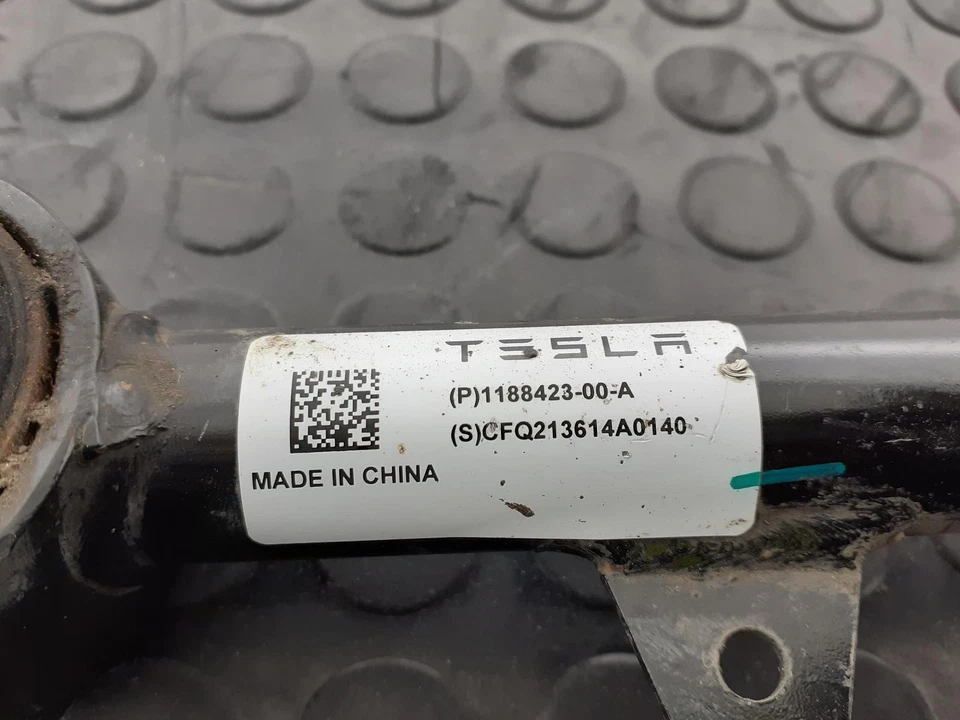 TESLA
(P)1188423-00-A
(S)CFQ213614A0140
MADE IN CHINA